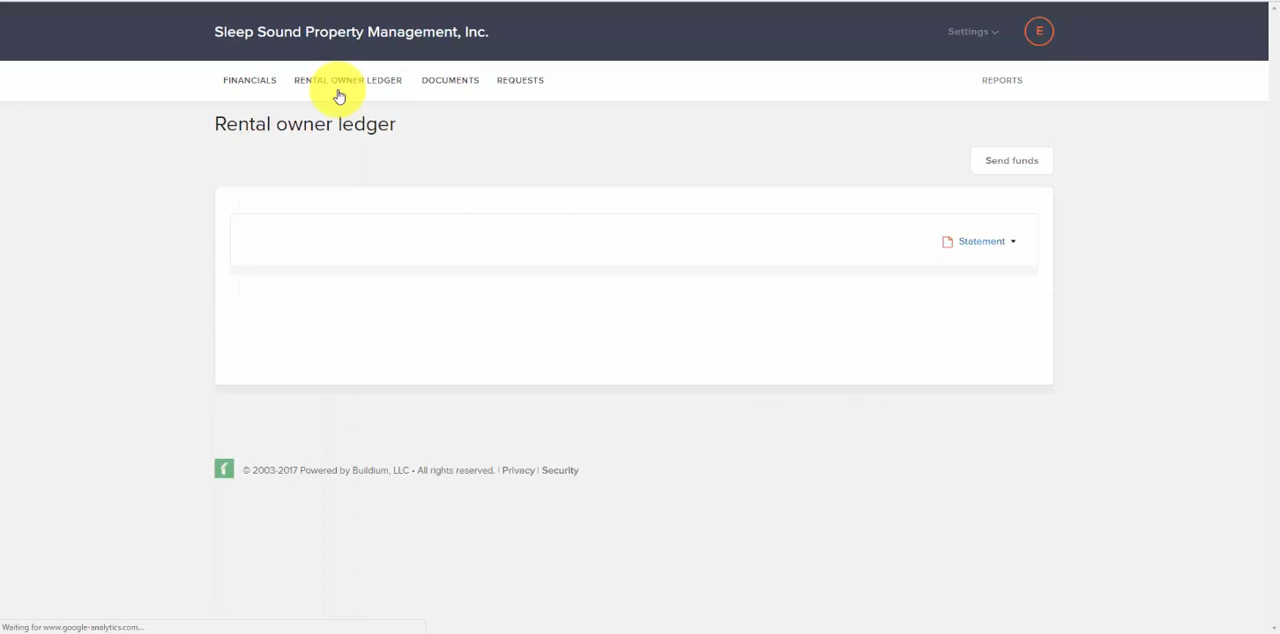 Sleep Sound Property Management, Inc.
Settings
E
FINANCIALS RENTAL OWNER LEDGER DOCUMENTS REQUESTS REPORTS
Rental owner ledger
Send funds
Statement
© 2003-2017 Powered by Buildium, LLC • All rights reserved. | Privacy | Security
Waiting for www.google-analytics.com...